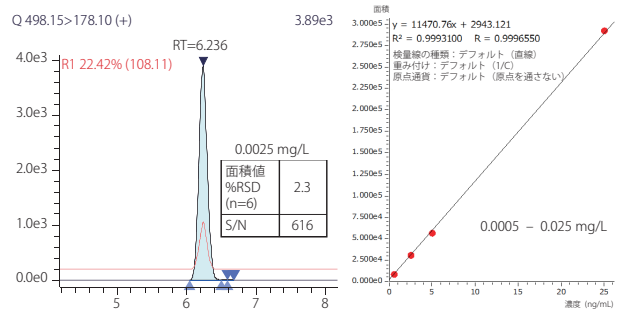 Q 498.15>178.10 (+)
3.89e3
RT=6.236
R1 22.42% (108.11)
4.0e3
3.0e3
2.0e3
1.0e3
0.0e0
0.0025 mg/L
面積値
%RSD
(n=6)
2.3
S/N
616
5
6
7
8
面積
3.000e5
2.750e5
2.500e5
2.250e5
2.000e5
1.750e5
1.500e5
1.250e5
1.000e5
7.500e4
5.000e4
2.500e4
0.000e0
y = 11470.76x + 2943.121
R² = 0.9993100 R = 0.9996550
検量線の種類：デフォルト（直線）
重み付け：デフォルト（1/C）
原点通貨：デフォルト（原点を通さない）
0.0005 – 0.025 mg/L
0
5
10
15
20
25
濃度 (ng/mL)